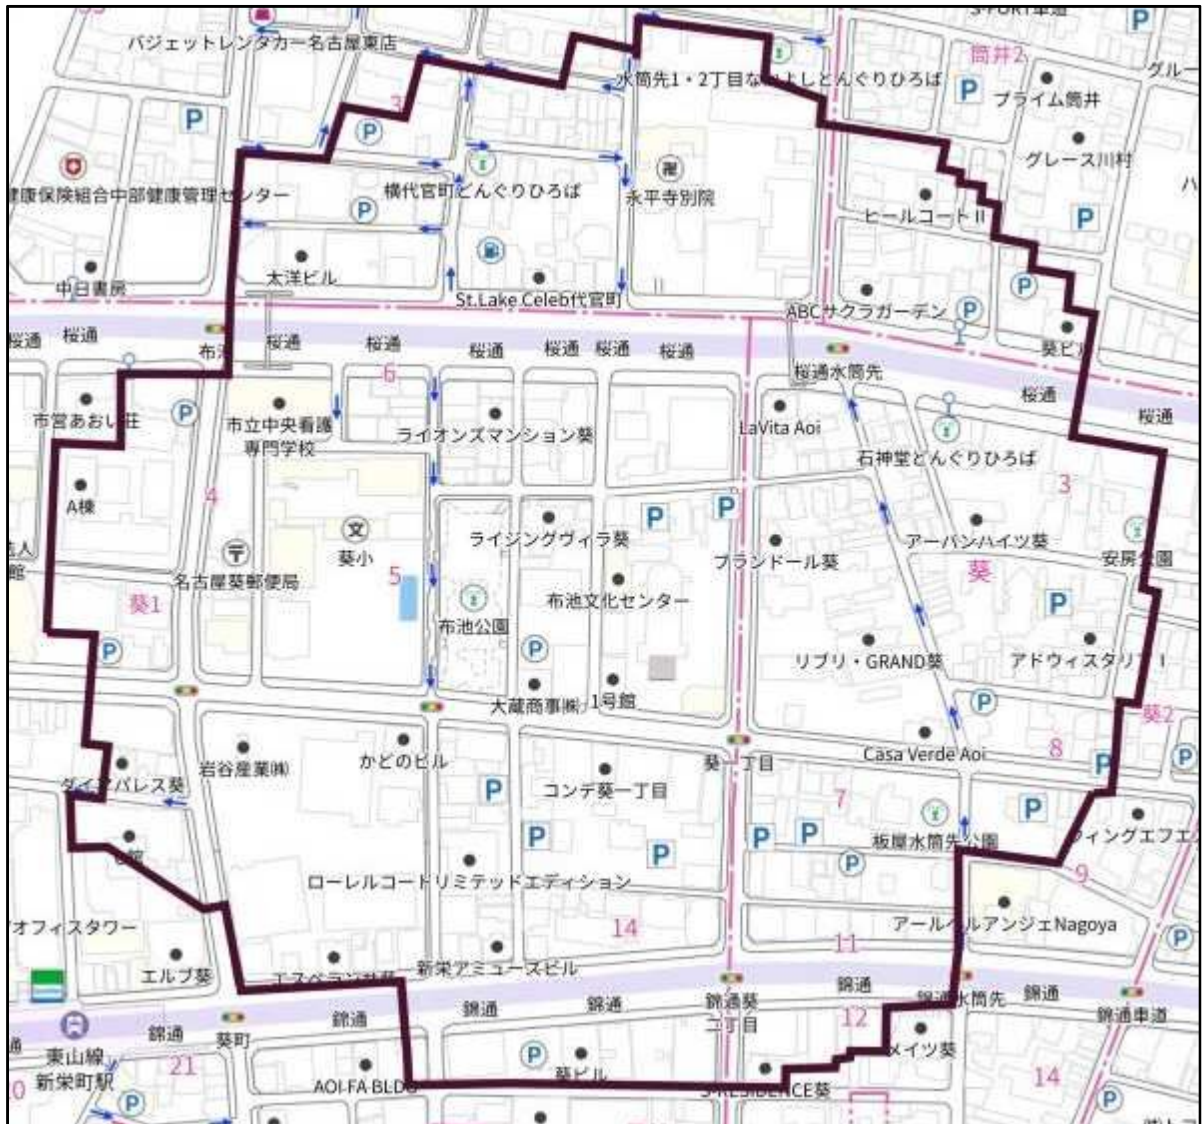 バジェットレンタカー名古屋東店
筒井2
P
グルー
プライム筒井
水筒先1・2丁目なかよしとんぐりひろば
3
P
P
P
グレース川村
健康保険組合中部健康管理センター
横代官町どんぐりひろば
永平寺別院
ヒールコートⅡ
P
P
太洋ビル
中日書房
St.Lake Celeb代官町
ABCサクラガーデン
P
P
葵ビル
桜通
桜通
桜通
桜通
桜通
桜通
桜通
桜通
桜通水筒先
桜通
桜通
6
市営あおい荘
P
市立中央看護
専門学校
ライオンズマンション葵
LaVita Aoi
石神堂どんぐりひろば
A棟
4
3
P
P
ライジングヴィラ葵
アーバンハイツ葵
安房公園
名古屋葵郵便局
文
葵小
5
ブランドール葵
葵
葵1
布池文化センター
布池公園
P
P
P
リブリ・GRAND葵
大蔵商事㈱
1号館
P
葵2
岩谷産業㈱
かどのビル
葵一丁目
Casa Verde Aoi
8
P
P
ダイアパレス葵
P
コンデ葵一丁目
7
P
P
P
P
P
P
板屋水筒先公園
ウィングエフエ
9
ローレルコートリミテッドエディション
14
アールイルアンジェNagoya
オフィスタワー
エルブ葵
新栄アミューズビル
11
P
錦通
錦通
錦通
錦通
錦通葵
二丁目
錦通
錦通水筒先
錦通
錦通車道
葵町
12
東山線
新栄町駅
21
P
AOI-FA BLDG
P
葵ビル
S-RESIDENCE葵
メイツ葵
14
P